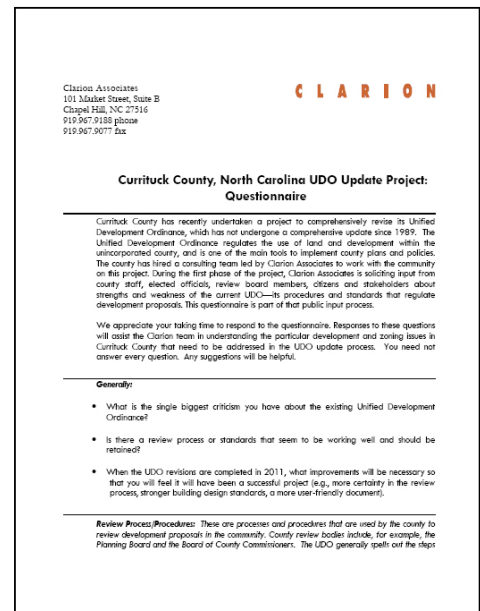 Clarion Associates
101 Market Street, Suite B
Chapel Hill, NC 27516
919.967.9188 phone
919.967.9077 fax
CLARION
Currituck County, North Carolina UDO Update Project:
Questionnaire
Currituck County has recently undertaken a project to comprehensively revise its Unified
Development Ordinance, which has not undergone a comprehensive update since 1989. The
Unified Development Ordinance regulates the use of land and development within the
unincorporated county, and is one of the main tools to implement county plans and policies.
The county has hired a consulting team led by Clarion Associates to work with the community
on this project. During the first phase of the project, Clarion Associates is soliciting input from
county staff, elected officials, review board members, citizens and stakeholders about
strengths and weakness of the current UDO—its procedures and standards that regulate
development proposals. This questionnaire is part of that public input process.
We appreciate your taking time to respond to the questionnaire. Responses to these questions
will assist the Clarion team in understanding the particular development and zoning issues in
Currituck County that need to be addressed in the UDO update process. You need not
answer every question. Any suggestions will be helpful.
Generally:
• What is the single biggest criticism you have about the existing Unified Development
Ordinance?
• Is there a review process or standards that seem to be working well and should be
retained?
• When the UDO revisions are completed in 2011, what improvements will be necessary so
that you will feel it will have been a successful project (e.g., more certainty in the review
process, stronger building design standards, a more user-friendly document).
Review Process/Procedures: These are processes and procedures that are used by the county to
review development proposals in the community. County review bodies include, for example, the
Planning Board and the Board of County Commissioners. The UDO generally spells out the steps